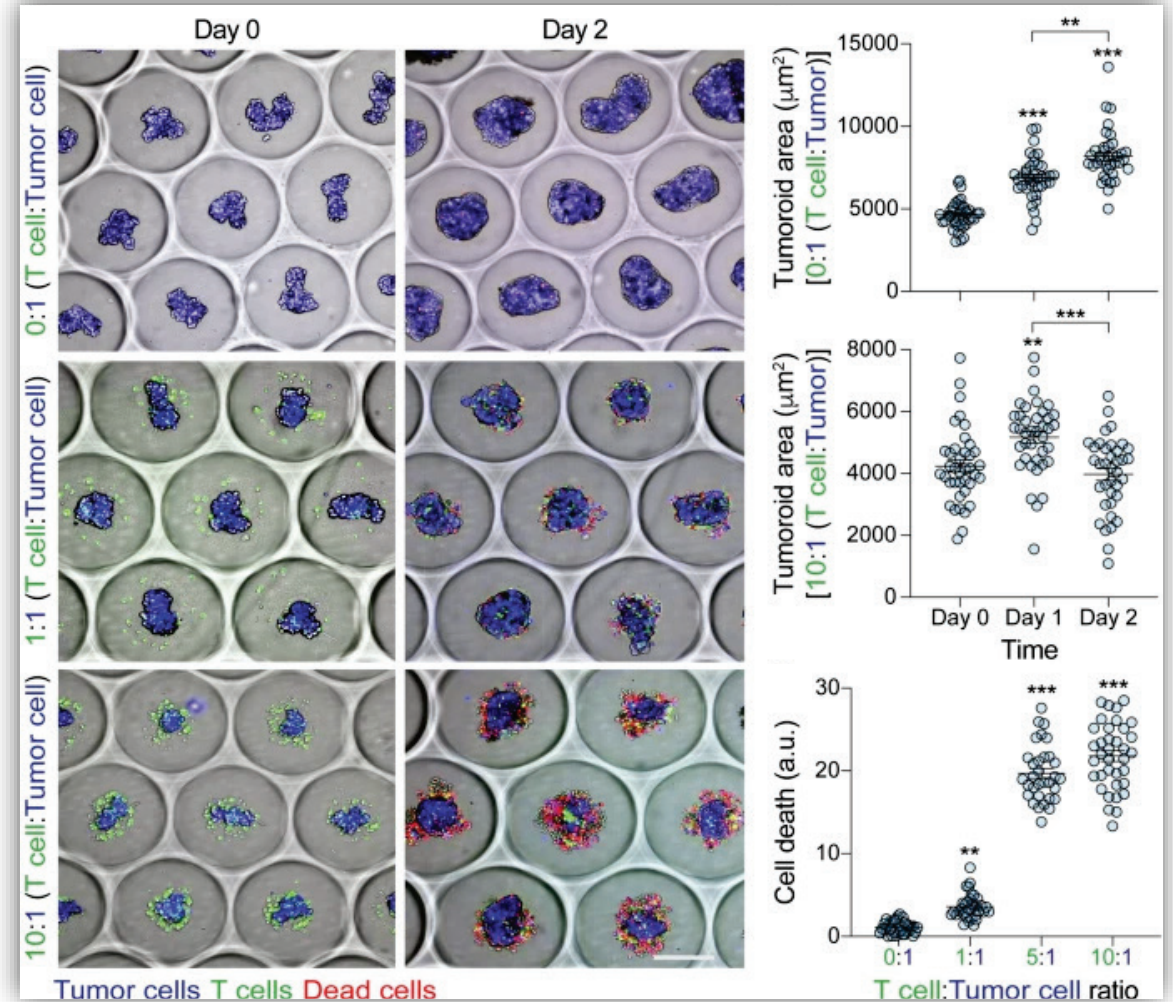 Day 0
Day 2
0:1 (T cell:Tumor cell)
1:1 (T cell:Tumor cell)
10:1 (T cell:Tumor cell)
Tumor cells T cells Dead cells
Tumoroid area (μm²)
[0:1 (T cell:Tumor)]
15000
10000
5000
0
**
***
***
Tumoroid area (μm²)
[10:1 (T cell:Tumor)]
8000
6000
4000
2000
0
***
**
Day 0 Day 1 Day 2
Time
Cell death (a.u.)
30
20
10
0
**
***
***
0:1 1:1 5:1 10:1
T cell:Tumor cell ratio